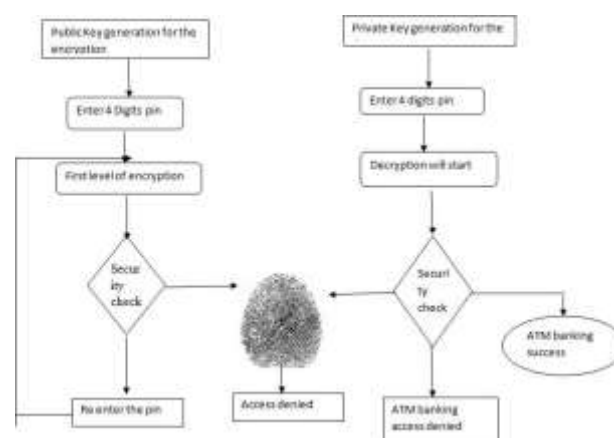 Public Key generation for the
encryption
Enter 4 Digits pin
First level of encryption
Secur
ity
check
Re enter the pin
Access denied
Private Key generation for the
Enter 4 digits pin
Decryption will start
Securi
ty
check
ATM banking
success
ATM banking
access denied